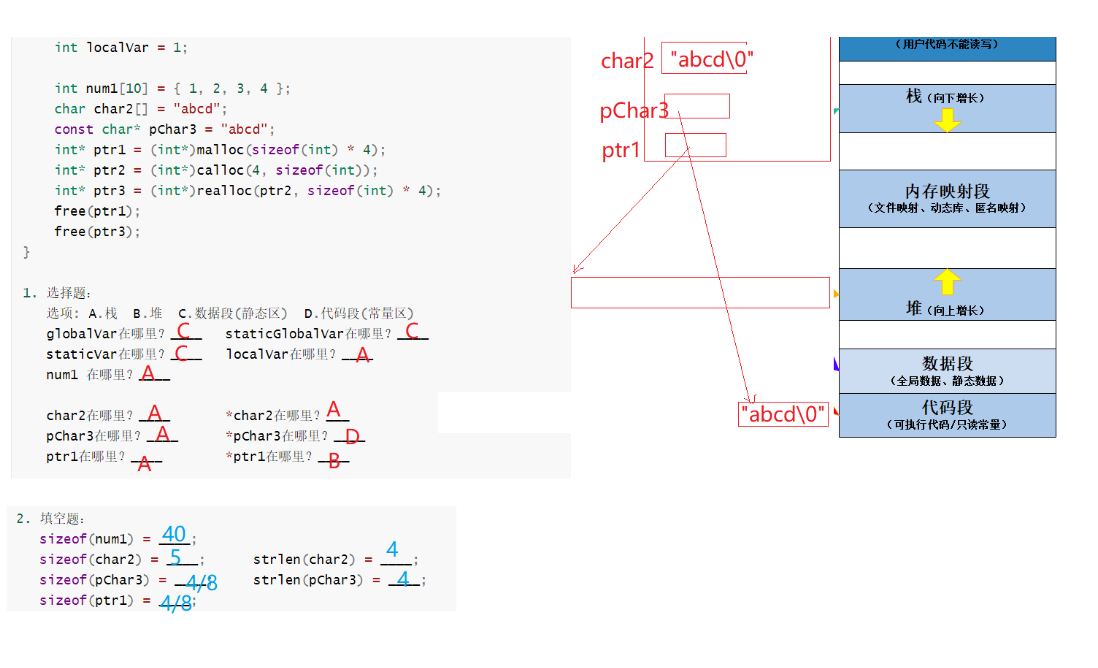 int localVar = 1;
int num1[10] = { 1, 2, 3, 4 };
char char2[] = "abcd";
const char* pChar3 = "abcd";
int* ptr1 = (int*)malloc(sizeof(int) * 4);
int* ptr2 = (int*)calloc(4, sizeof(int));
int* ptr3 = (int*)realloc(ptr2, sizeof(int) * 4);
free(ptr1);
free(ptr3);
}
1. 选择题:
选项: A.栈 B.堆 C.数据段(静态区) D.代码段(常量区)
globalVar在哪里? C staticGlobalVar在哪里? C
staticVar在哪里? C localVar在哪里? A
num1 在哪里? A
char2在哪里? A *char2在哪里? A
pChar3在哪里? A *pChar3在哪里? D
ptr1在哪里? A *ptr1在哪里? B
2. 填空题:
sizeof(num1) = 40;
sizeof(char2) = 5; strlen(char2) = 4;
sizeof(pChar3) = 4/8 strlen(pChar3) = 4;
sizeof(ptr1) = 4/8;
char2 "abcd\0"
pChar3
ptr1
"abcd\0"
(用户代码不能读写)
栈(向下增长)
内存映射段
(文件映射、动态库、匿名映射)
堆(向上增长)
数据段
(全局数据、静态数据)
代码段
(可执行代码/只读常量)